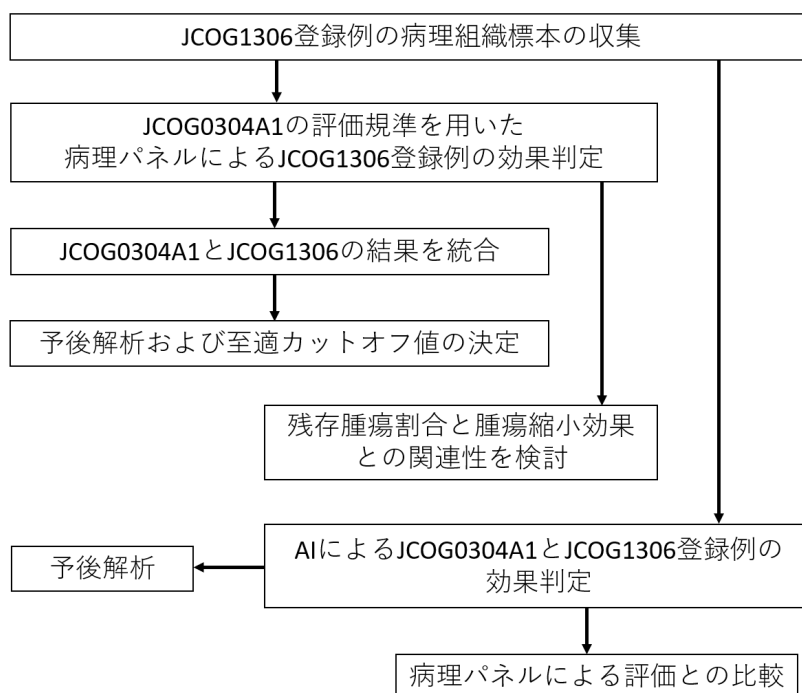 JCOG1306登録例の病理組織標本の収集
JCOG0304A1の評価規準を用いた
病理パネルによるJCOG1306登録例の効果判定
JCOG0304A1とJCOG1306の結果を統合
予後解析および至適カットオフ値の決定
残存腫瘍割合と腫瘍縮小効果
との関連性を検討
AIによるJCOG0304A1とJCOG1306登録例の
効果判定
予後解析
病理パネルによる評価との比較